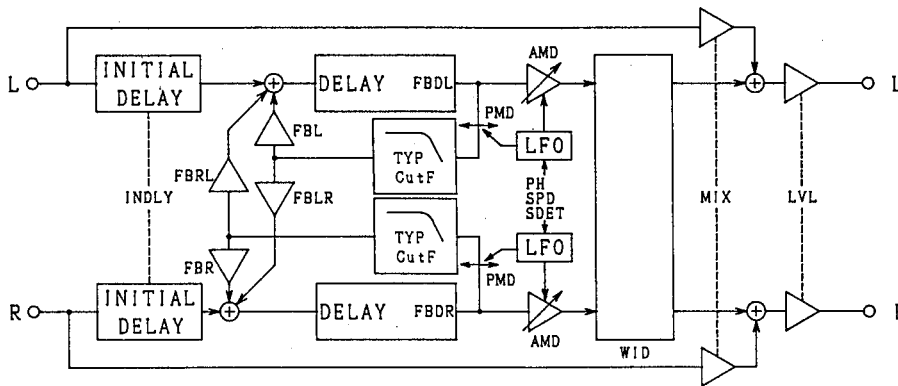 AMD
L INITIAL DELAY DELAY FBDL L
FBL PMD LFO
TYP
CutF
FBRL FBLR
INDLY
PH
SPD
SDET
MIX LVL
TYP
CutF
FBR LFO
PMD
R INITIAL DELAY DELAY FBDR
AMD
WID